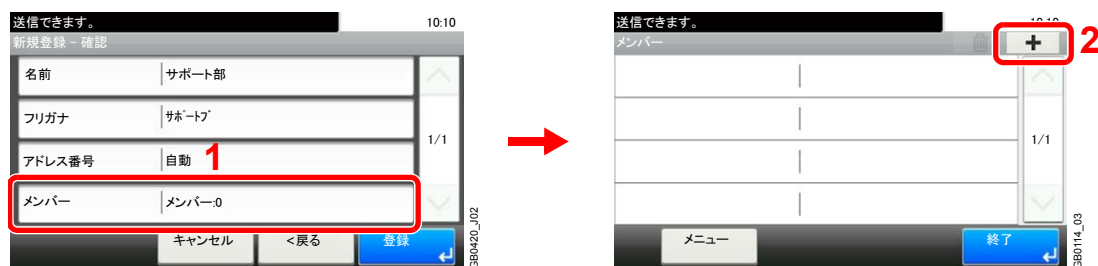 送信できます。
10:10
新規登録 - 確認
名前
サポート部
フリガナ
ｻﾎﾟｰﾄﾌﾞ
1/1
アドレス番号
自動
1
メンバー
メンバー:0
キャンセル
<戻る
登録
GB0420_J02
送信できます。
10:10
メンバー
+
2
1/1
メニュー
終了
GB0114_03